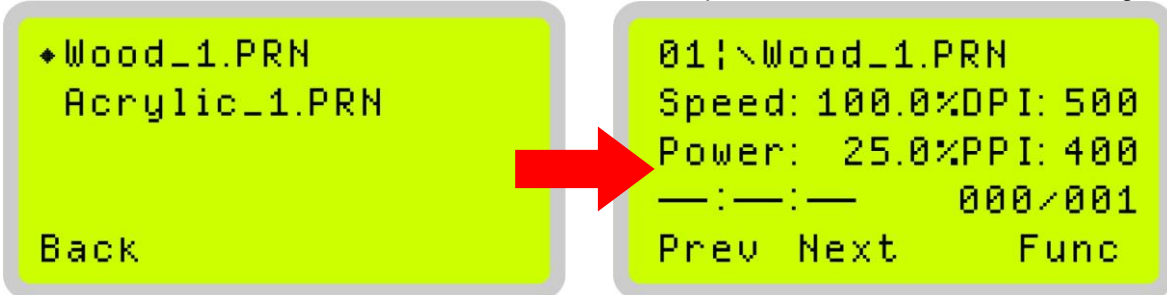 ◆Wood_1.PRN
Acrylic_1.PRN
Back
01¦\Wood_1.PRN
Speed: 100.0%DPI: 500
Power: 25.0%PPI: 400
——:——:—— 000/001
Prev Next Func